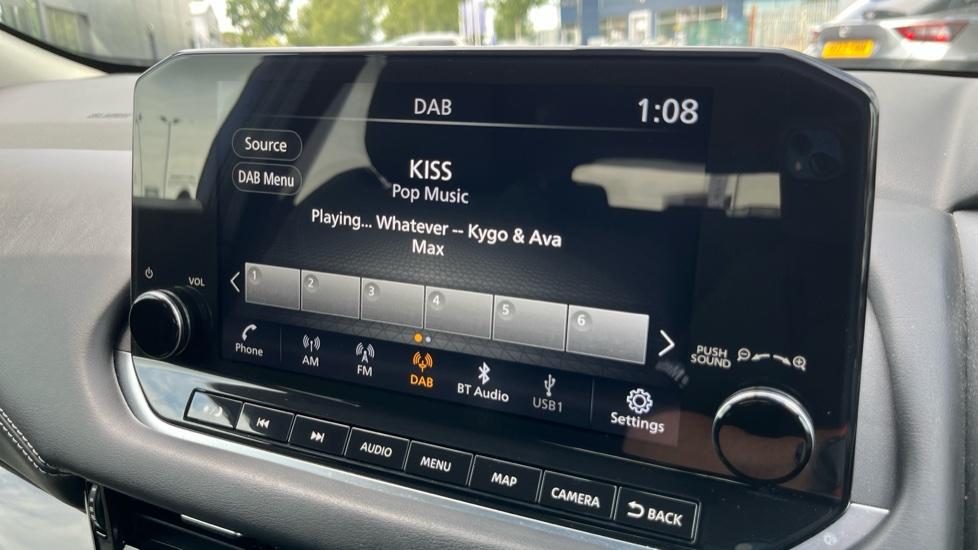 DAB
1:08
Source
DAB Menu
KISS
Pop Music
Playing... Whatever -- Kygo & Ava
Max
1 2 3 4 5 6
VOL
PUSH
SOUND
Phone
AM
FM
DAB
BT Audio
USB1
Settings
AUDIO
MENU
MAP
CAMERA
BACK